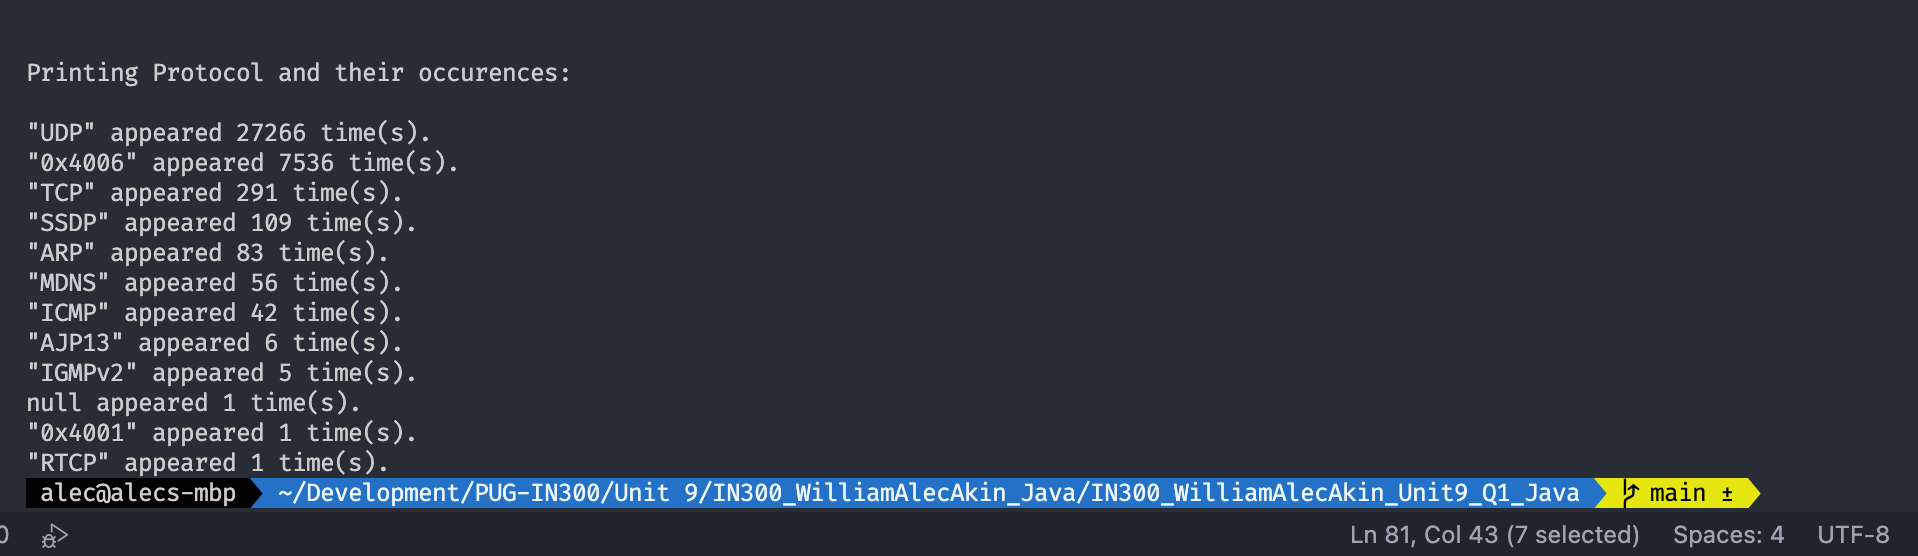 Printing Protocol and their occurences:
"UDP" appeared 27266 time(s).
"0x4006" appeared 7536 time(s).
"TCP" appeared 291 time(s).
"SSDP" appeared 109 time(s).
"ARP" appeared 83 time(s).
"MDNS" appeared 56 time(s).
"ICMP" appeared 42 time(s).
"AJP13" appeared 6 time(s).
"IGMPv2" appeared 5 time(s).
null appeared 1 time(s).
"0x4001" appeared 1 time(s).
"RTCP" appeared 1 time(s).
alec@alecs-mbp ~/Development/PUG-IN300/Unit 9/IN300_WilliamAlecAkin_Java/IN300_WilliamAlecAkin_Unit9_Q1_Java main ±
0 Ln 81, Col 43 (7 selected) Spaces: 4 UTF-8